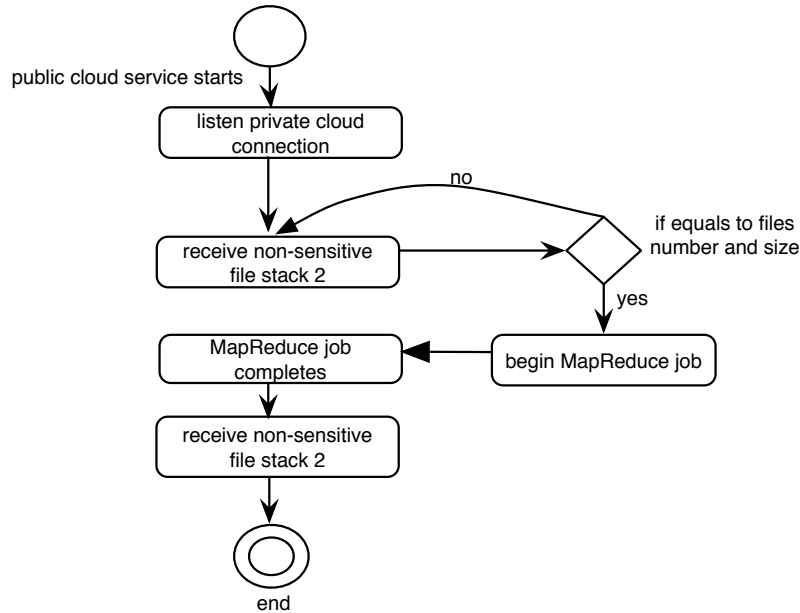 public cloud service starts
listen private cloud
connection
no
if equals to files
number and size
receive non-sensitive
file stack 2
yes
MapReduce job
completes
begin MapReduce job
receive non-sensitive
file stack 2
end